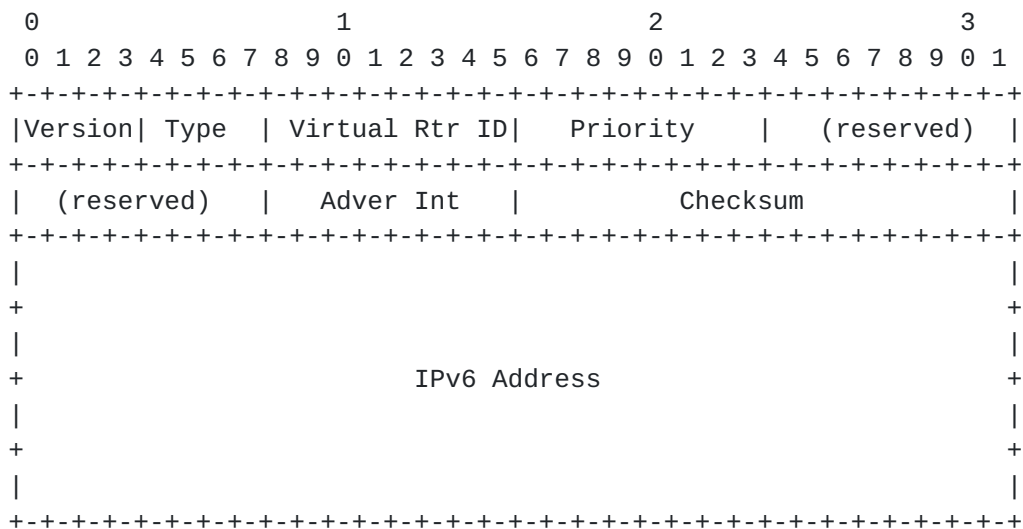 0                   1                   2                   3
 0 1 2 3 4 5 6 7 8 9 0 1 2 3 4 5 6 7 8 9 0 1 2 3 4 5 6 7 8 9 0 1
+-+-+-+-+-+-+-+-+-+-+-+-+-+-+-+-+-+-+-+-+-+-+-+-+-+-+-+-+-+-+-+-+
|Version| Type  | Virtual Rtr ID|   Priority    |   (reserved)  |
+-+-+-+-+-+-+-+-+-+-+-+-+-+-+-+-+-+-+-+-+-+-+-+-+-+-+-+-+-+-+-+-+
|  (reserved)   |   Adver Int   |          Checksum             |
+-+-+-+-+-+-+-+-+-+-+-+-+-+-+-+-+-+-+-+-+-+-+-+-+-+-+-+-+-+-+-+-+
|                                                               |
+                                                               +
|                                                               |
+                         IPv6 Address                          +
|                                                               |
+                                                               +
|                                                               |
+-+-+-+-+-+-+-+-+-+-+-+-+-+-+-+-+-+-+-+-+-+-+-+-+-+-+-+-+-+-+-+-+